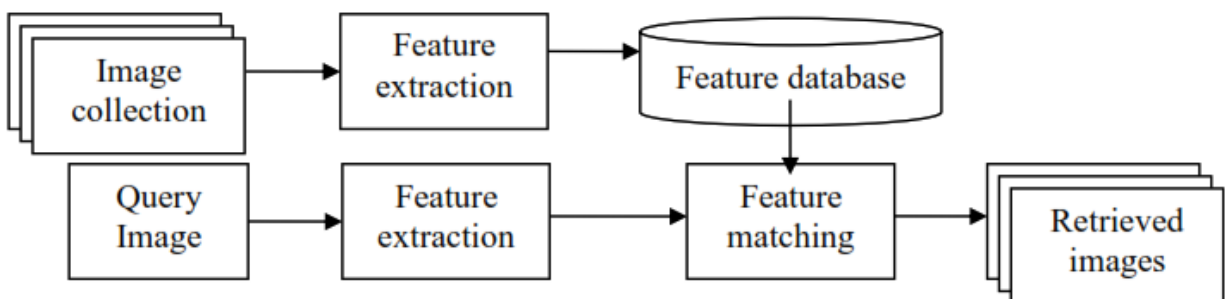 Image
collection
Feature
extraction
Feature database
Query
Image
Feature
extraction
Feature
matching
Retrieved
images